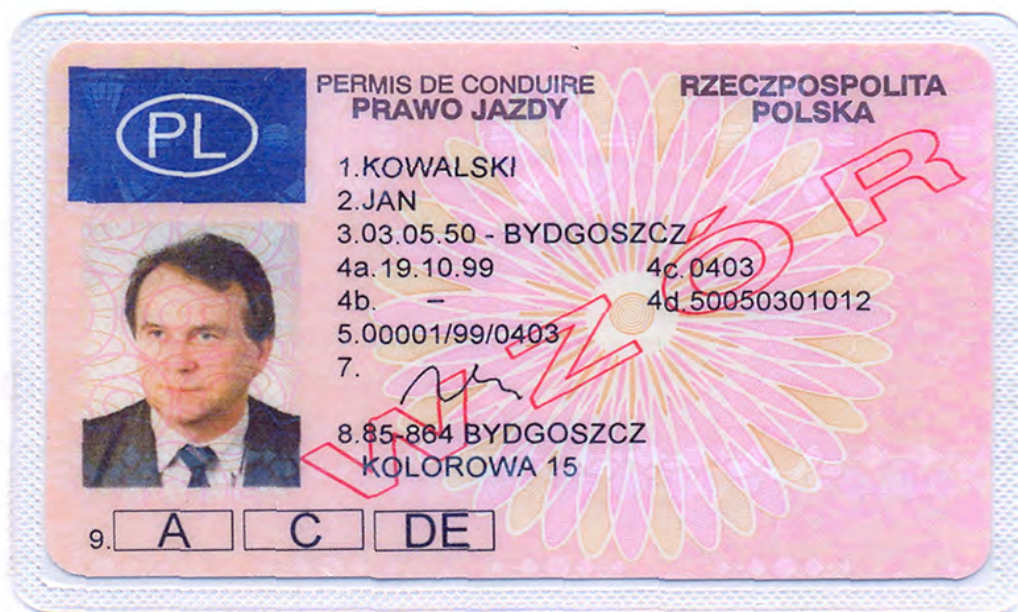 PL
PERMIS DE CONDUIRE
PRAWO JAZDY
RZECZPOSPOLITA
POLSKA
1.KOWALSKI
2.JAN
3.03.05.50 - BYDGOSZCZ
4a.19.10.99 4c.0403
4b. – 4d.50050301012
5.00001/99/0403
7.
8.85-864 BYDGOSZCZ
KOLOROWA 15
9. A C DE
WZÓR